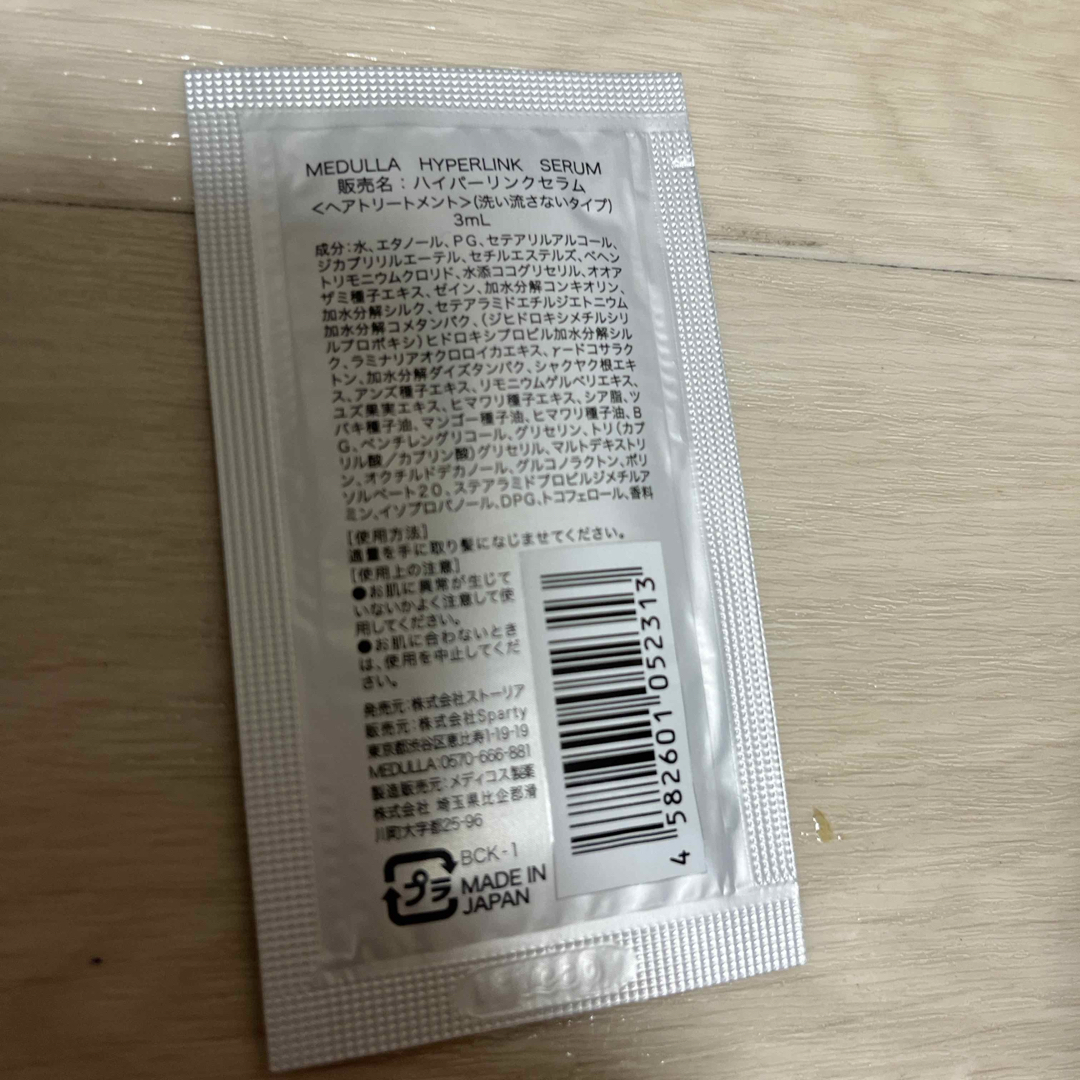 MEDULLA HYPERLINK SERUM
販売名：ハイパーリンクセラム
＜ヘアトリートメント＞(洗い流さないタイプ)
3mL
成分：水、エタノール、PG、セテアリルアルコール、
ジカプリリルエーテル、セチルエステルズ、ベヘン
トリモニウムクロリド、水添ココグリセリル、オオア
ザミ種子エキス、ゼイン、加水分解コンキオリン、
加水分解シルク、セテアラミドエチルジエトニウム
加水分解コメタンパク、(ジヒドロキシメチルシリ
ルプロポキシ)ヒドロキシプロピル加水分解シル
ク、ラミナリアオクロロイカエキス、γードコサラク
トン、加水分解ダイズタンパク、シャクヤク根エキ
ス、アンズ種子エキス、リモニウムゲルベリエキス、
ユズ果実エキス、ヒマワリ種子エキス、シア脂、ツ
バキ種子油、マンゴー種子油、ヒマワリ種子油、B
G、ペンチレングリコール、グリセリン、トリ(カプ
リル酸／カプリン酸)グリセリル、マルトデキストリ
ン、オクチルドデカノール、グルコノラクトン、ポリ
ソルベート20、ステアラミドプロピルジメチルア
ミン、イソプロパノール、DPG、トコフェロール、香料
[使用方法]
適量を手に取り髪になじませてください。
[使用上の注意]
●お肌に異常が生じて
いないかよく注意して使
用してください。
●お肌に合わないとき
は、使用を中止してくだ
さい。
発売元：株式会社ストーリア
販売元：株式会社Sparty
東京都渋谷区恵比寿1-19-19
MEDULLA:0570-666-881
製造販売元：メディコス製薬
株式会社 埼玉県比企郡滑
川町大字都25-96
プラ
BCK-1
MADE IN
JAPAN
4 582601 052313